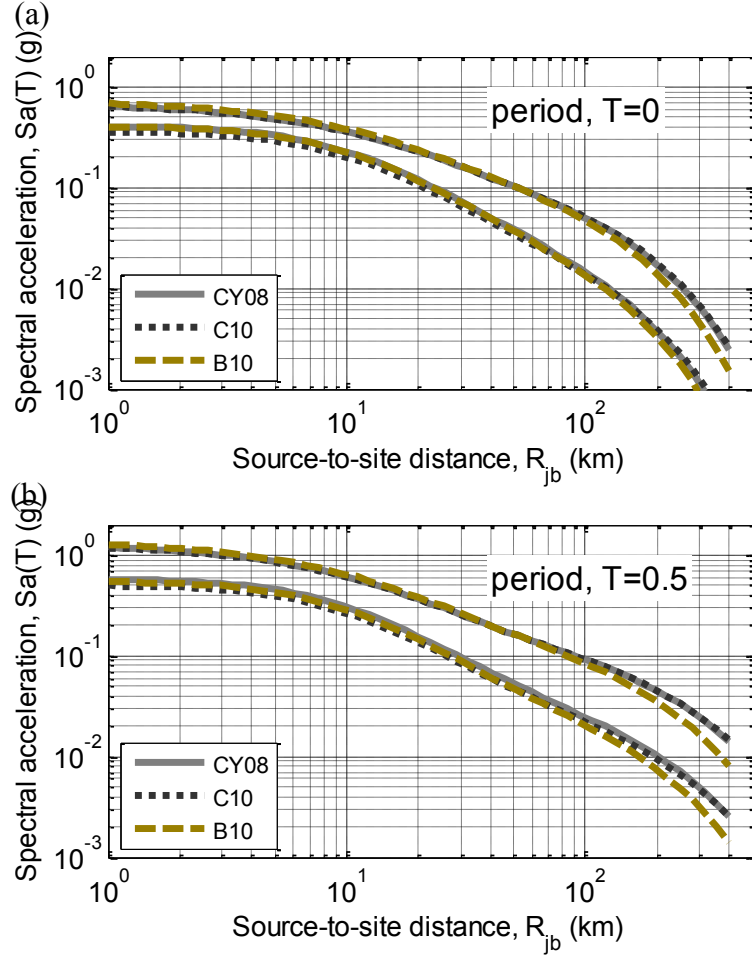 (a)
Spectral acceleration, Sa(T) (g)
10^0
10^-1
10^-2
10^-3
period, T=0
CY08
C10
B10
10^0 10^1 10^2
Source-to-site distance, R_jb (km)
(b)
Spectral acceleration, Sa(T) (g)
10^0
10^-1
10^-2
10^-3
period, T=0.5
CY08
C10
B10
10^0 10^1 10^2
Source-to-site distance, R_jb (km)